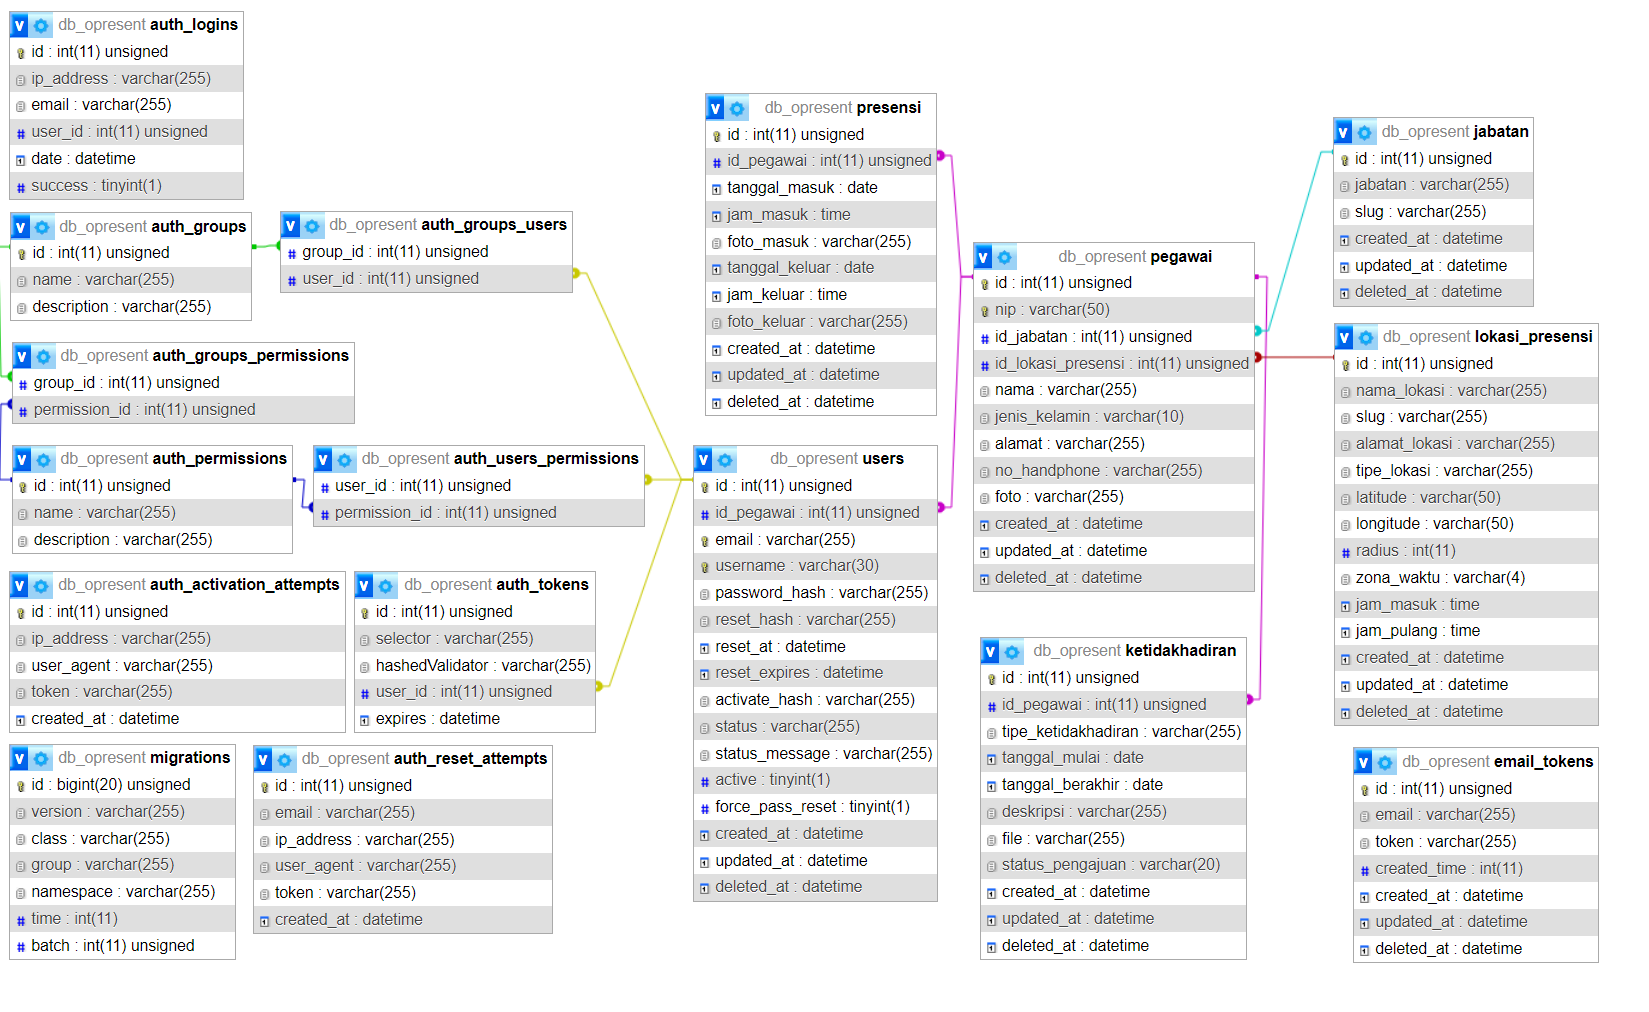 db_opresent auth_logins
id : int(11) unsigned
ip_address : varchar(255)
email : varchar(255)
user_id : int(11) unsigned
date : datetime
success : tinyint(1)
db_opresent auth_groups
id : int(11) unsigned
name : varchar(255)
description : varchar(255)
db_opresent auth_groups_users
group_id : int(11) unsigned
user_id : int(11) unsigned
db_opresent auth_groups_permissions
group_id : int(11) unsigned
permission_id : int(11) unsigned
db_opresent auth_permissions
id : int(11) unsigned
name : varchar(255)
description : varchar(255)
db_opresent auth_users_permissions
user_id : int(11) unsigned
permission_id : int(11) unsigned
db_opresent auth_activation_attempts
id : int(11) unsigned
ip_address : varchar(255)
user_agent : varchar(255)
token : varchar(255)
created_at : datetime
db_opresent auth_tokens
id : int(11) unsigned
selector : varchar(255)
hashedValidator : varchar(255)
user_id : int(11) unsigned
expires : datetime
db_opresent migrations
id : bigint(20) unsigned
version : varchar(255)
class : varchar(255)
group : varchar(255)
namespace : varchar(255)
time : int(11)
batch : int(11) unsigned
db_opresent auth_reset_attempts
id : int(11) unsigned
email : varchar(255)
ip_address : varchar(255)
user_agent : varchar(255)
token : varchar(255)
created_at : datetime
db_opresent presensi
id : int(11) unsigned
id_pegawai : int(11) unsigned
tanggal_masuk : date
jam_masuk : time
foto_masuk : varchar(255)
tanggal_keluar : date
jam_keluar : time
foto_keluar : varchar(255)
created_at : datetime
updated_at : datetime
deleted_at : datetime
db_opresent users
id : int(11) unsigned
id_pegawai : int(11) unsigned
email : varchar(255)
username : varchar(30)
password_hash : varchar(255)
reset_hash : varchar(255)
reset_at : datetime
reset_expires : datetime
activate_hash : varchar(255)
status : varchar(255)
status_message : varchar(255)
active : tinyint(1)
force_pass_reset : tinyint(1)
created_at : datetime
updated_at : datetime
deleted_at : datetime
db_opresent pegawai
id : int(11) unsigned
nip : varchar(50)
id_jabatan : int(11) unsigned
id_lokasi_presensi : int(11) unsigned
nama : varchar(255)
jenis_kelamin : varchar(10)
alamat : varchar(255)
no_handphone : varchar(255)
foto : varchar(255)
created_at : datetime
updated_at : datetime
deleted_at : datetime
db_opresent ketidakhadiran
id : int(11) unsigned
id_pegawai : int(11) unsigned
tipe_ketidakhadiran : varchar(255)
tanggal_mulai : date
tanggal_berakhir : date
deskripsi : varchar(255)
file : varchar(255)
status_pengajuan : varchar(20)
created_at : datetime
updated_at : datetime
deleted_at : datetime
db_opresent jabatan
id : int(11) unsigned
jabatan : varchar(255)
slug : varchar(255)
created_at : datetime
updated_at : datetime
deleted_at : datetime
db_opresent lokasi_presensi
id : int(11) unsigned
nama_lokasi : varchar(255)
slug : varchar(255)
alamat_lokasi : varchar(255)
tipe_lokasi : varchar(255)
latitude : varchar(50)
longitude : varchar(50)
radius : int(11)
zona_waktu : varchar(4)
jam_masuk : time
jam_pulang : time
created_at : datetime
updated_at : datetime
deleted_at : datetime
db_opresent email_tokens
id : int(11) unsigned
email : varchar(255)
token : varchar(255)
created_time : int(11)
created_at : datetime
updated_at : datetime
deleted_at : datetime